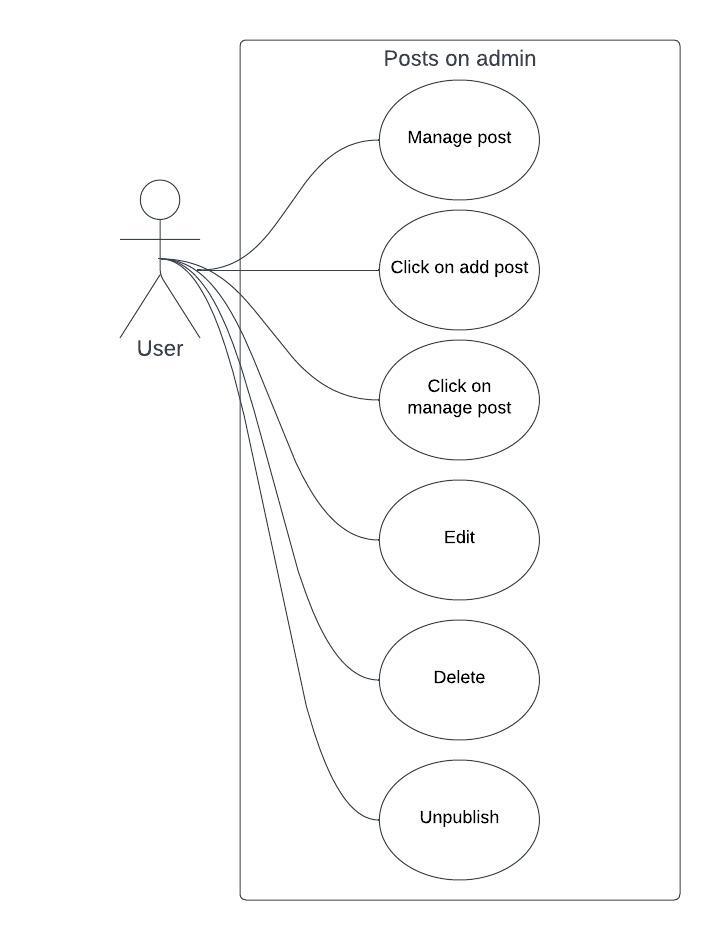 Posts on admin
Manage post
Click on add post
Click on
manage post
User
Edit
Delete
Unpublish